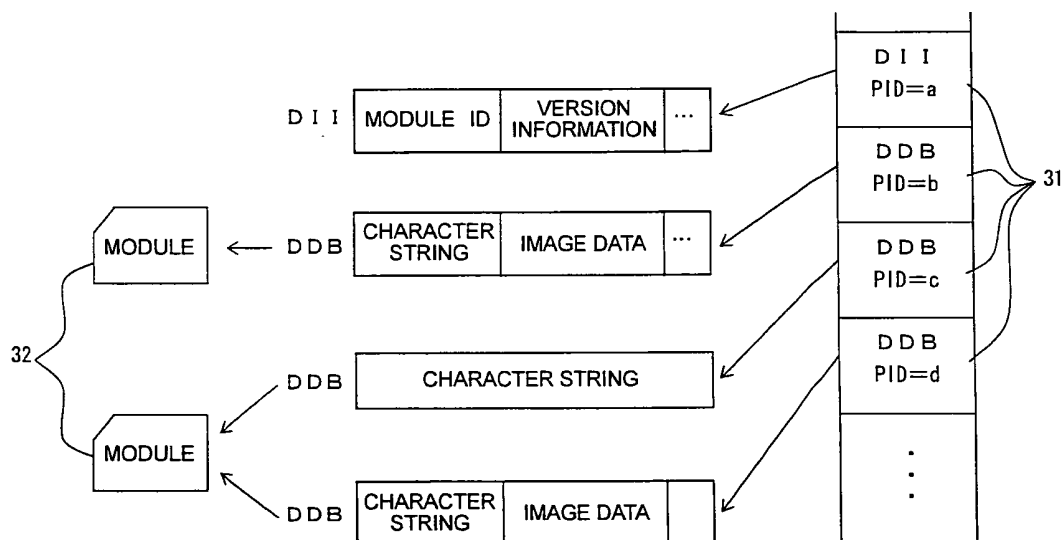 DII
PID=a
DII
MODULE ID
VERSION
INFORMATION
...
DDB
PID=b
31
MODULE
DDB
CHARACTER
STRING
IMAGE DATA
...
DDB
PID=c
32
DDB
CHARACTER STRING
DDB
PID=d
MODULE
DDB
CHARACTER
STRING
IMAGE DATA